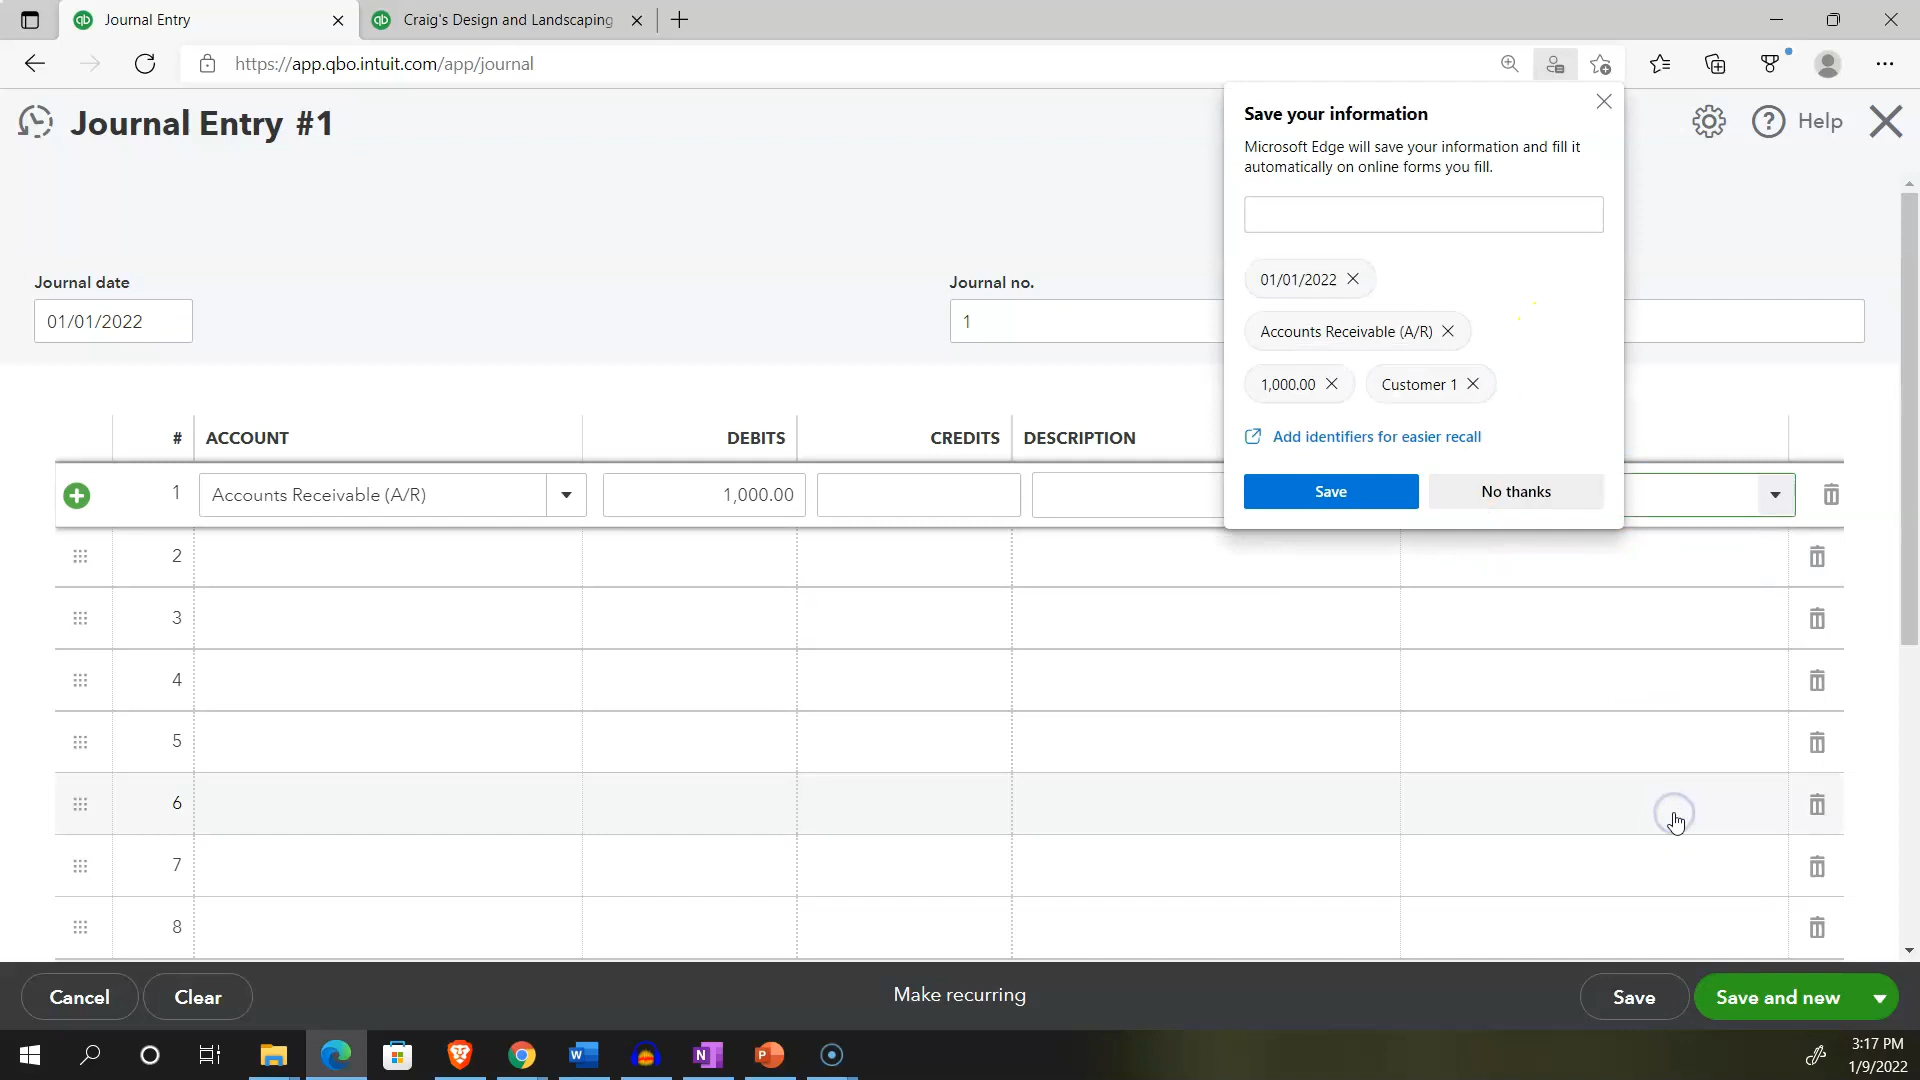 Journal Entry
Craig's Design and Landscaping
https://app.qbo.intuit.com/app/journal
Journal Entry #1
Help
Save your information
Microsoft Edge will save your information and fill it
automatically on online forms you fill.
01/01/2022
Accounts Receivable (A/R)
1,000.00
Customer 1
Add identifiers for easier recall
Save
No thanks
Journal date
01/01/2022
Journal no.
1
# ACCOUNT DEBITS CREDITS DESCRIPTION
1 Accounts Receivable (A/R) 1,000.00
2
3
4
5
6
7
8
Cancel
Clear
Make recurring
Save
Save and new
3:17 PM
1/9/2022